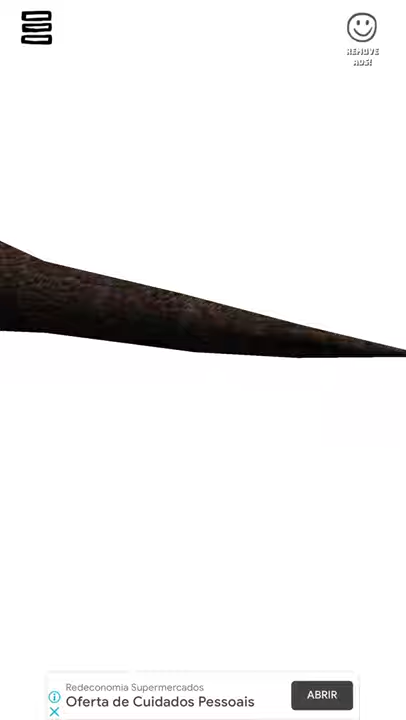 REMOVE
ADS!
Redeconomia Supermercados
Oferta de Cuidados Pessoais
ABRIR